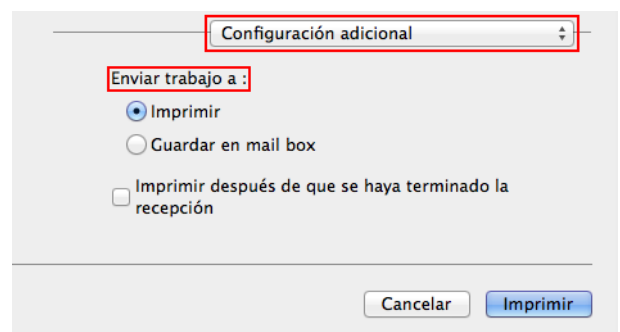 Configuración adicional
Enviar trabajo a :
Imprimir
Guardar en mail box
Imprimir después de que se haya terminado la
recepción
Cancelar
Imprimir